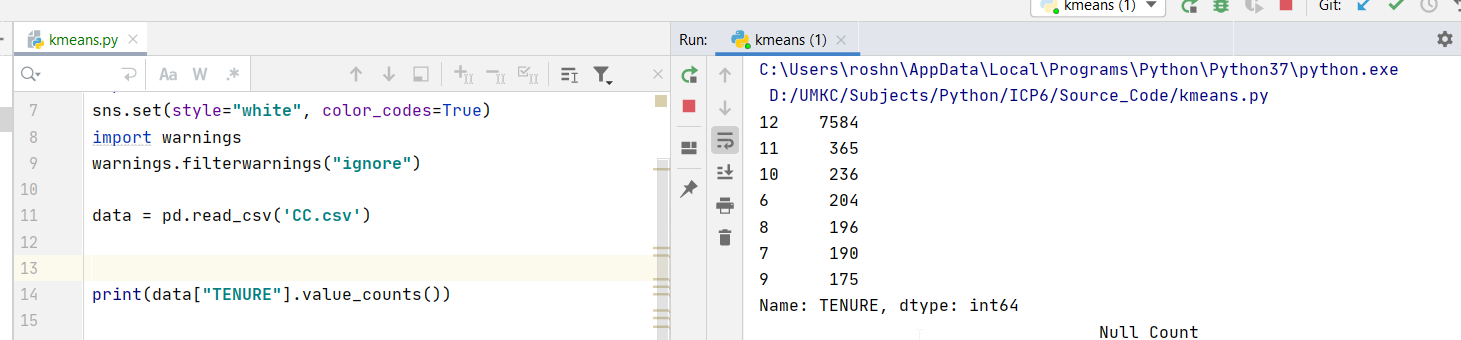 kmeans (1)
Git:
kmeans.py
Run:
kmeans (1)
Aa W .*
7 sns.set(style="white", color_codes=True)
8 import warnings
9 warnings.filterwarnings("ignore")
10
11 data = pd.read_csv('CC.csv')
12
13
14 print(data["TENURE"].value_counts())
15
C:\Users\roshn\AppData\Local\Programs\Python\Python37\python.exe
D:/UMKC/Subjects/Python/ICP6/Source_Code/kmeans.py
12 7584
11 365
10 236
6 204
8 196
7 190
9 175
Name: TENURE, dtype: int64
Null Count